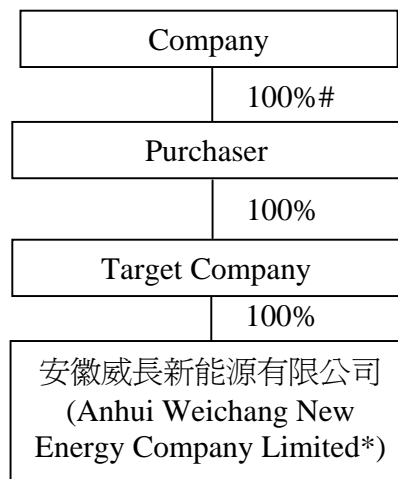 Company
100%#
Purchaser
100%
Target Company
100%
安徽威長新能源有限公司
(Anhui Weichang New
Energy Company Limited*)